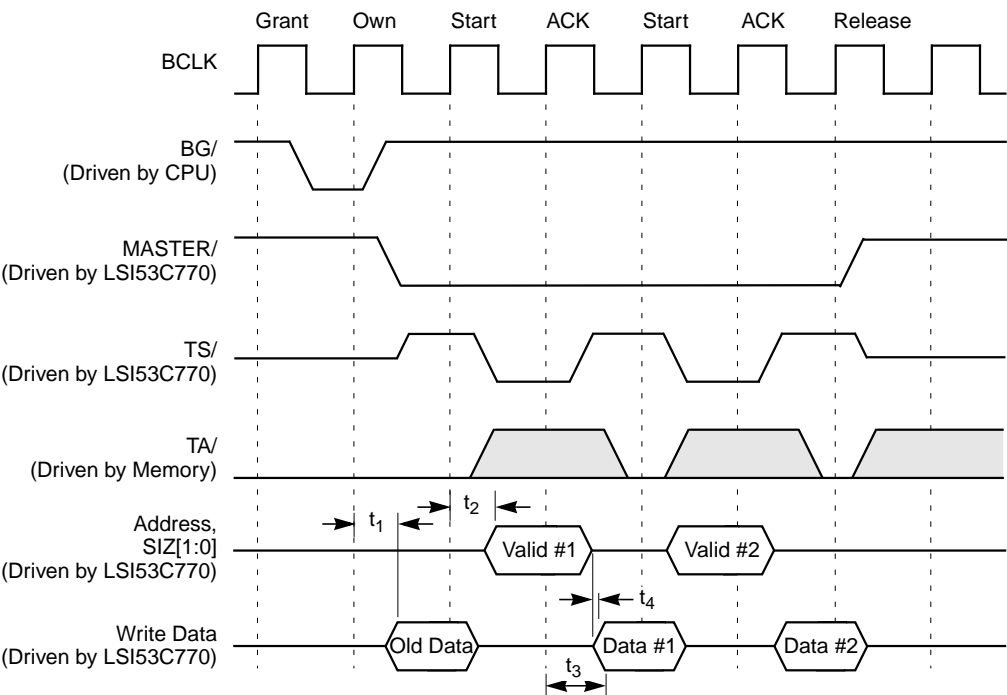 Grant Own Start ACK Start ACK Release
BCLK
BG/
(Driven by CPU)
MASTER/
(Driven by LSI53C770)
TS/
(Driven by LSI53C770)
TA/
(Driven by Memory)
t1 t2
Address,
SIZ[1:0]
(Driven by LSI53C770)
Valid #1 Valid #2
t4
Write Data
(Driven by LSI53C770)
Old Data Data #1 Data #2
t3